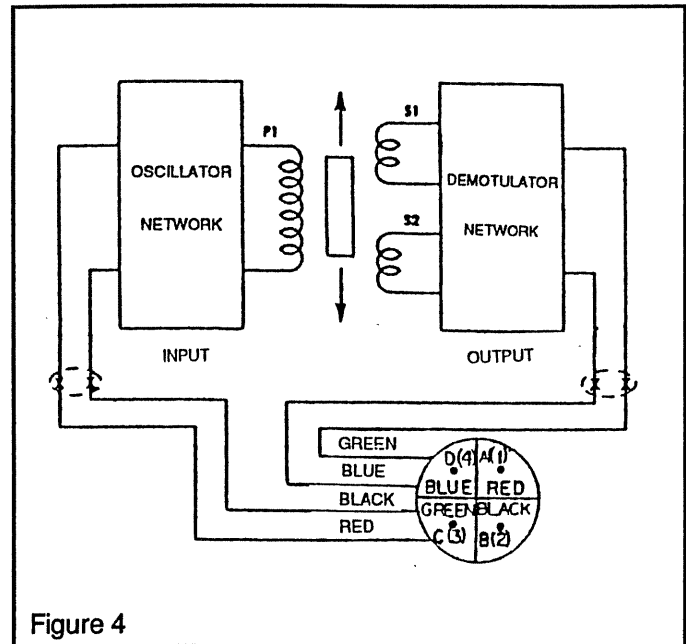 P1
S1
OSCILLATOR
NETWORK
DEMOTULATOR
NETWORK
S2
INPUT
OUTPUT
GREEN
BLUE
BLACK
RED
D(4) A(1)
BLUE RED
GREEN BLACK
C(3) B(2)
Figure 4